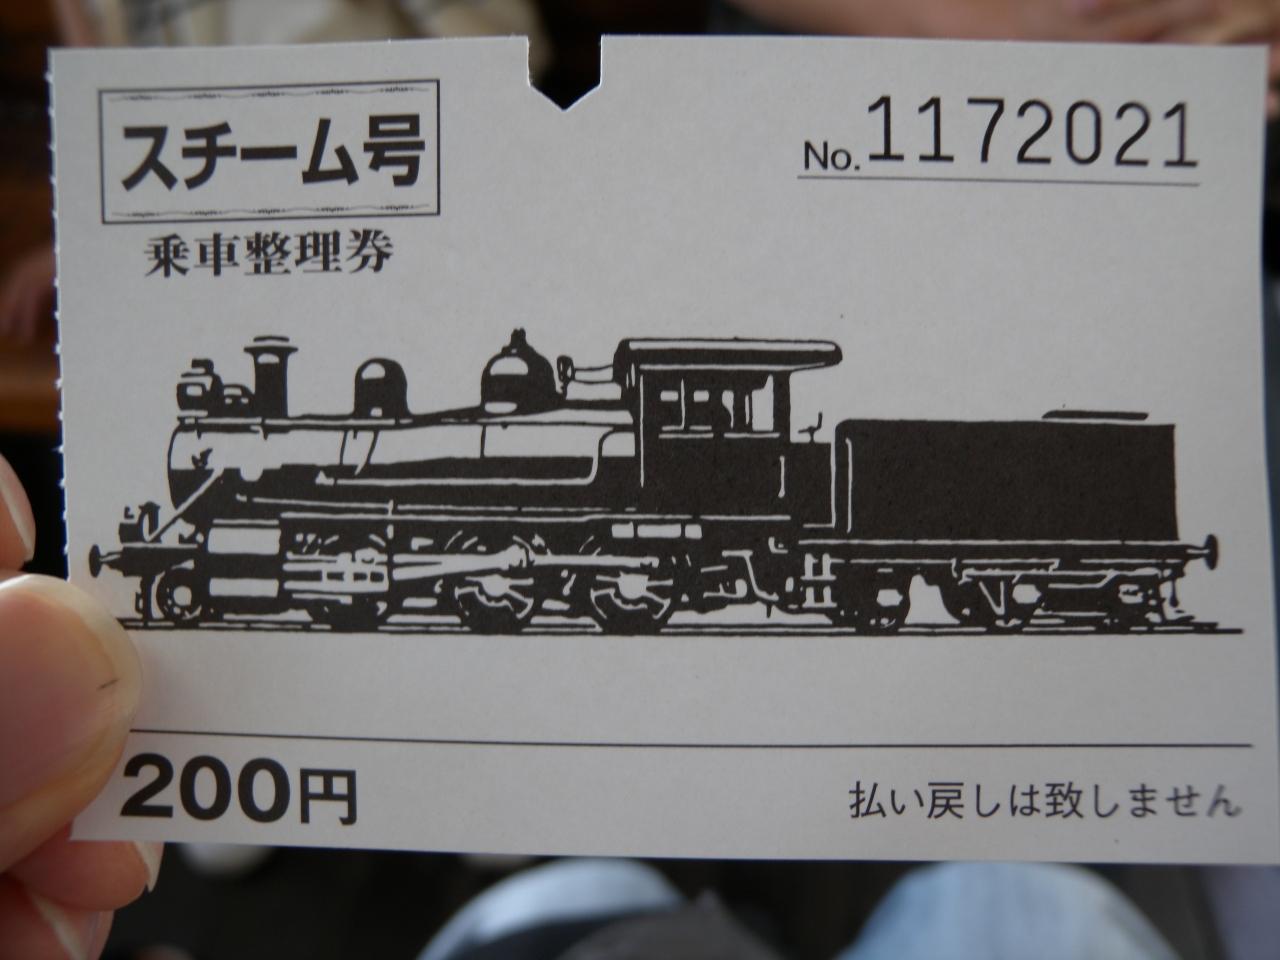 スチーム号
No.1172021
乗車整理券
200円
払い戻しは致しません